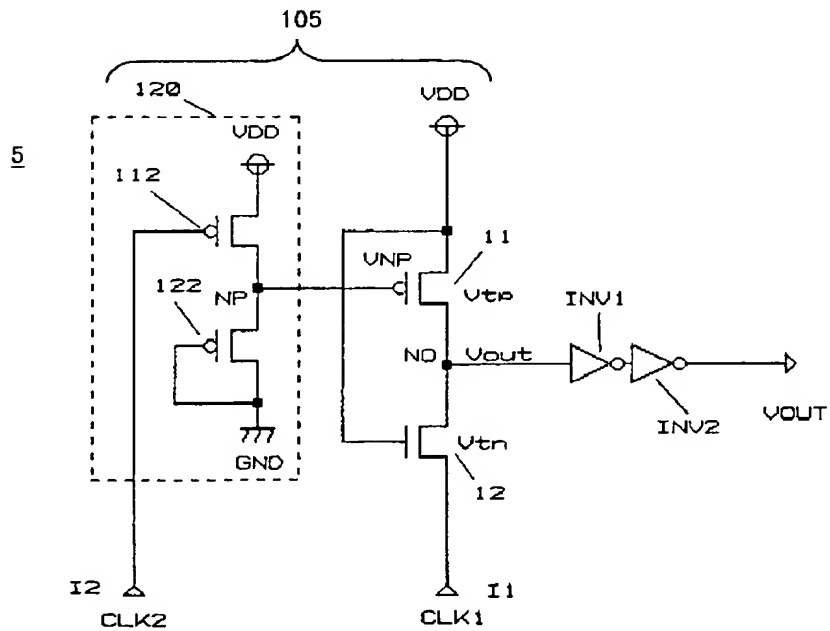 105
120
5
VDD
VDD
112
11
VNP
Vtp
122
NP
INV1
NO
Vout
VOUT
INV2
Vtn
GND
12
I2
I1
CLK2
CLK1